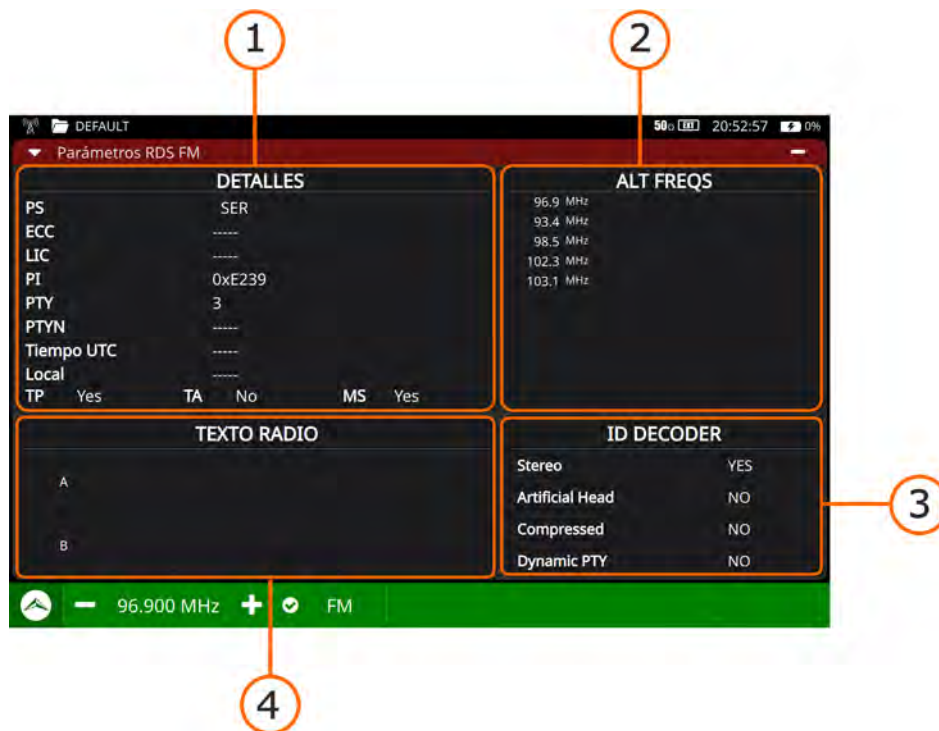 1
2
DEFAULT
50Ω EXT 20:52:57 0%
Parámetros RDS FM
DETALLES
PS SER
ECC -----
LIC -----
PI 0xE239
PTY 3
PTYN -----
Tiempo UTC -----
Local -----
TP Yes TA No MS Yes
ALT FREQS
96.9 MHz
93.4 MHz
98.5 MHz
102.3 MHz
103.1 MHz
TEXTO RADIO
A
B
ID DECODER
Stereo YES
Artificial Head NO
Compressed NO
Dynamic PTY NO
3
96.900 MHz FM
4